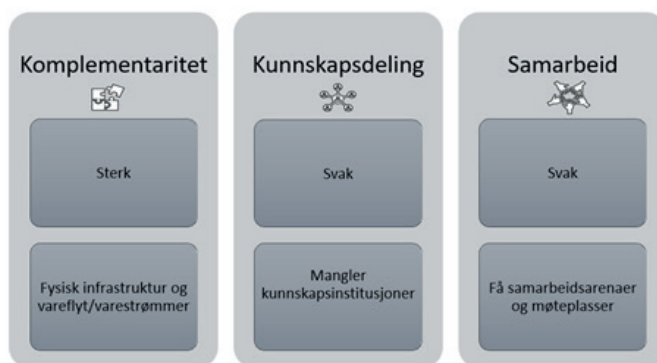 Komplementaritet
Sterk
Fysisk infrastruktur og
vareflyt/varestrømmer
Kunnskapsdeling
Svak
Mangler
kunnskapsinstitusjoner
Samarbeid
Svak
Få samarbeidsarenaer
og møteplasser